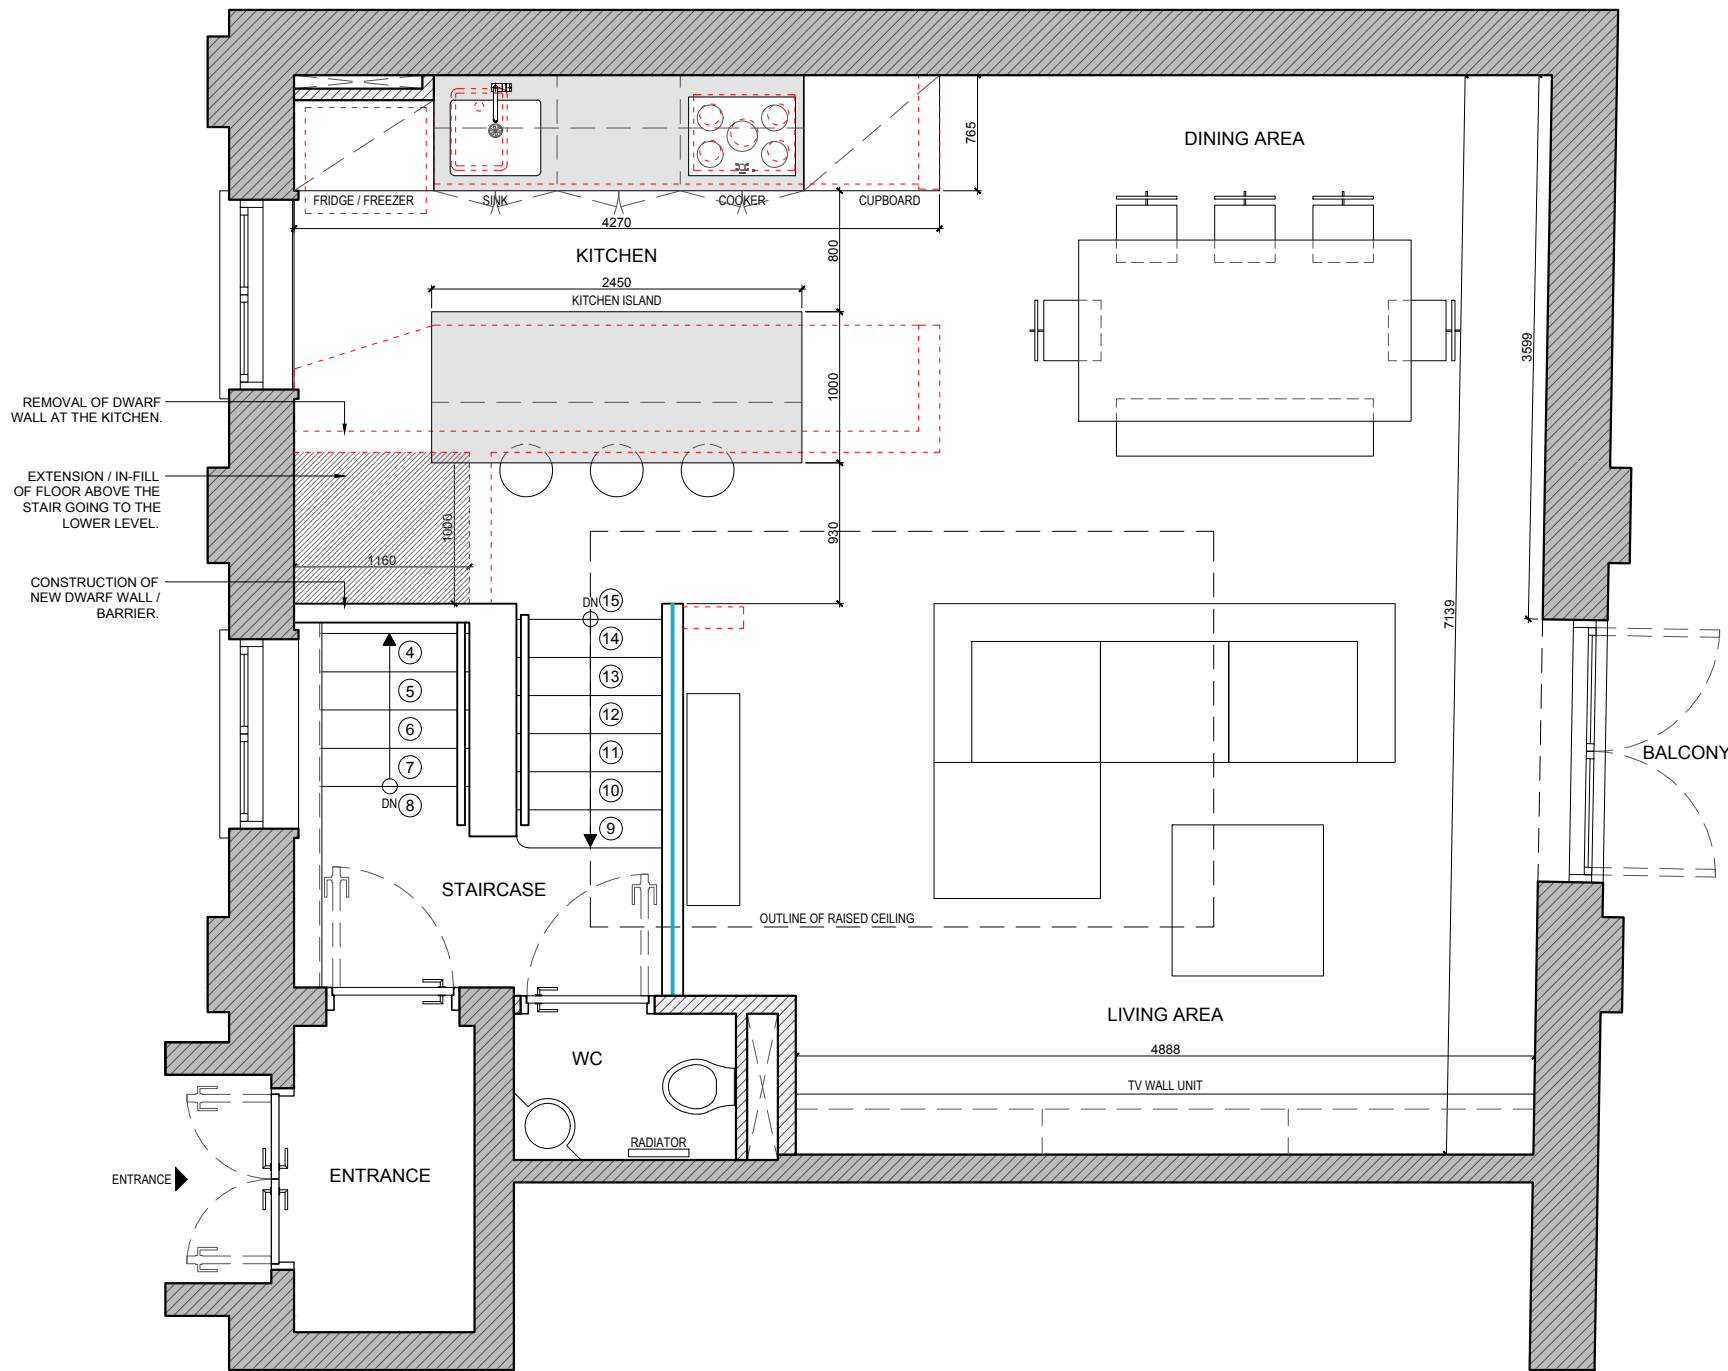 DINING AREA
765
FRIDGE / FREEZER
SINK
COOKER
CUPBOARD
4270
KITCHEN
800
2450
KITCHEN ISLAND
3599
1000
REMOVAL OF DWARF
WALL AT THE KITCHEN.
EXTENSION / IN-FILL
OF FLOOR ABOVE THE
STAIR GOING TO THE
LOWER LEVEL.
1000
930
1160
CONSTRUCTION OF
NEW DWARF WALL /
BARRIER.
DN
15
14
13
12
11
10
9
4
5
6
7
DN
8
7139
BALCONY
STAIRCASE
OUTLINE OF RAISED CEILING
LIVING AREA
4888
TV WALL UNIT
WC
RADIATOR
ENTRANCE
ENTRANCE